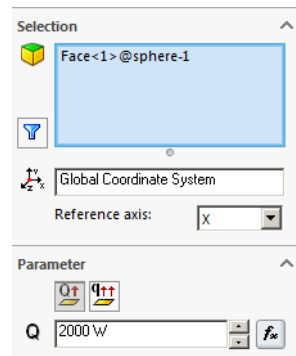 Selection
Face<1>@sphere-1
Global Coordinate System
Reference axis: X
Parameter
Q 2000 W